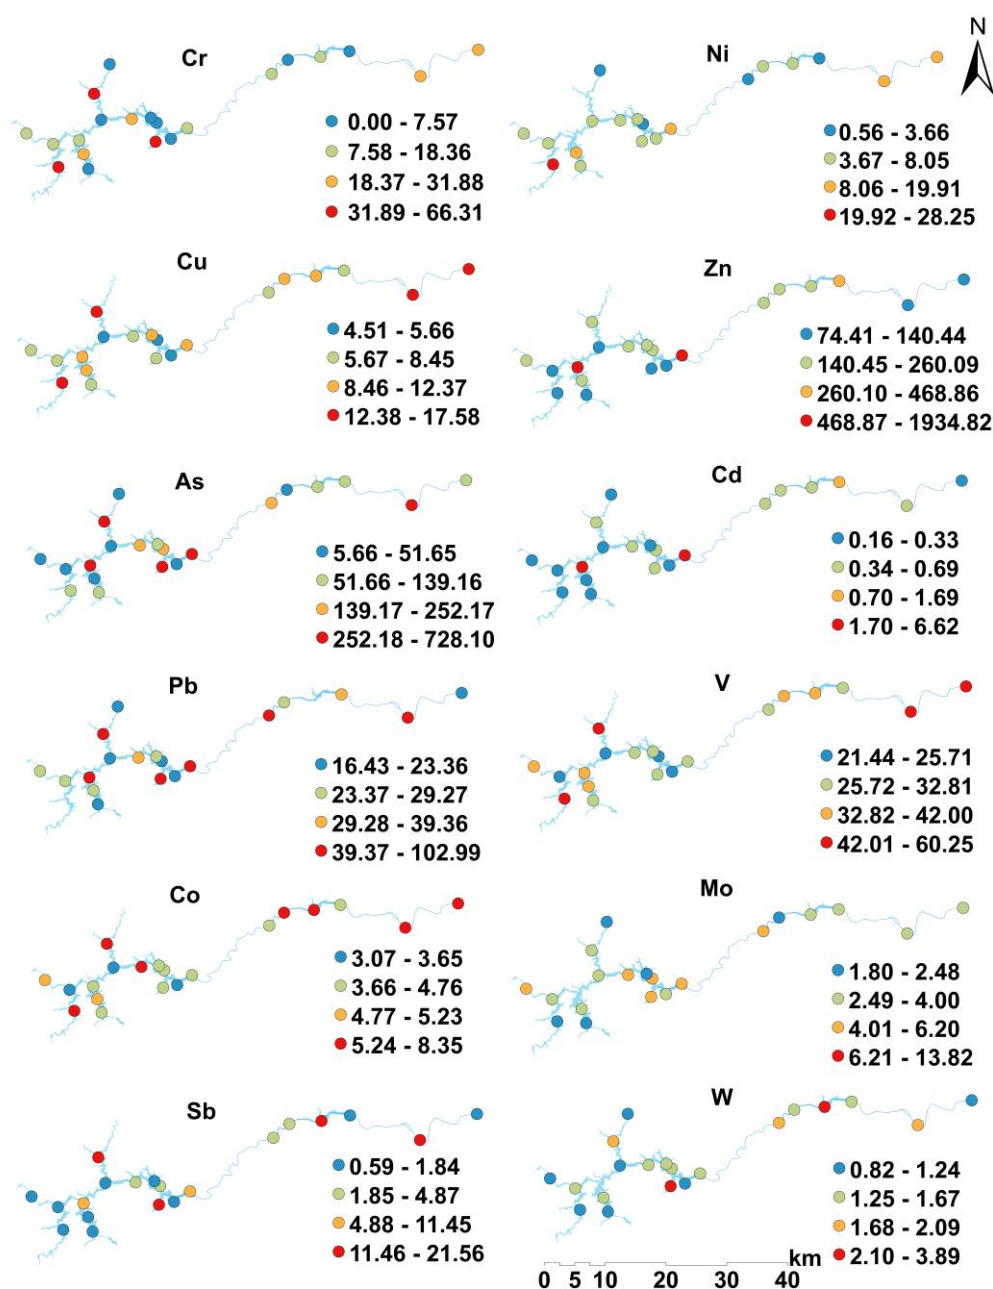 Cr
0.00 - 7.57
7.58 - 18.36
18.37 - 31.88
31.89 - 66.31
Ni
N
0.56 - 3.66
3.67 - 8.05
8.06 - 19.91
19.92 - 28.25
Cu
4.51 - 5.66
5.67 - 8.45
8.46 - 12.37
12.38 - 17.58
Zn
74.41 - 140.44
140.45 - 260.09
260.10 - 468.86
468.87 - 1934.82
As
5.66 - 51.65
51.66 - 139.16
139.17 - 252.17
252.18 - 728.10
Cd
0.16 - 0.33
0.34 - 0.69
0.70 - 1.69
1.70 - 6.62
Pb
16.43 - 23.36
23.37 - 29.27
29.28 - 39.36
39.37 - 102.99
V
21.44 - 25.71
25.72 - 32.81
32.82 - 42.00
42.01 - 60.25
Co
3.07 - 3.65
3.66 - 4.76
4.77 - 5.23
5.24 - 8.35
Mo
1.80 - 2.48
2.49 - 4.00
4.01 - 6.20
6.21 - 13.82
Sb
0.59 - 1.84
1.85 - 4.87
4.88 - 11.45
11.46 - 21.56
W
0.82 - 1.24
1.25 - 1.67
1.68 - 2.09
2.10 - 3.89
km
0 5 10 20 30 40